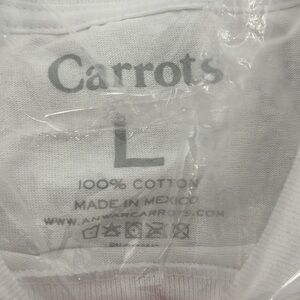 Carrots
L
100% COTTON
MADE IN MEXICO
WWW.ANWARCARROTS.COM